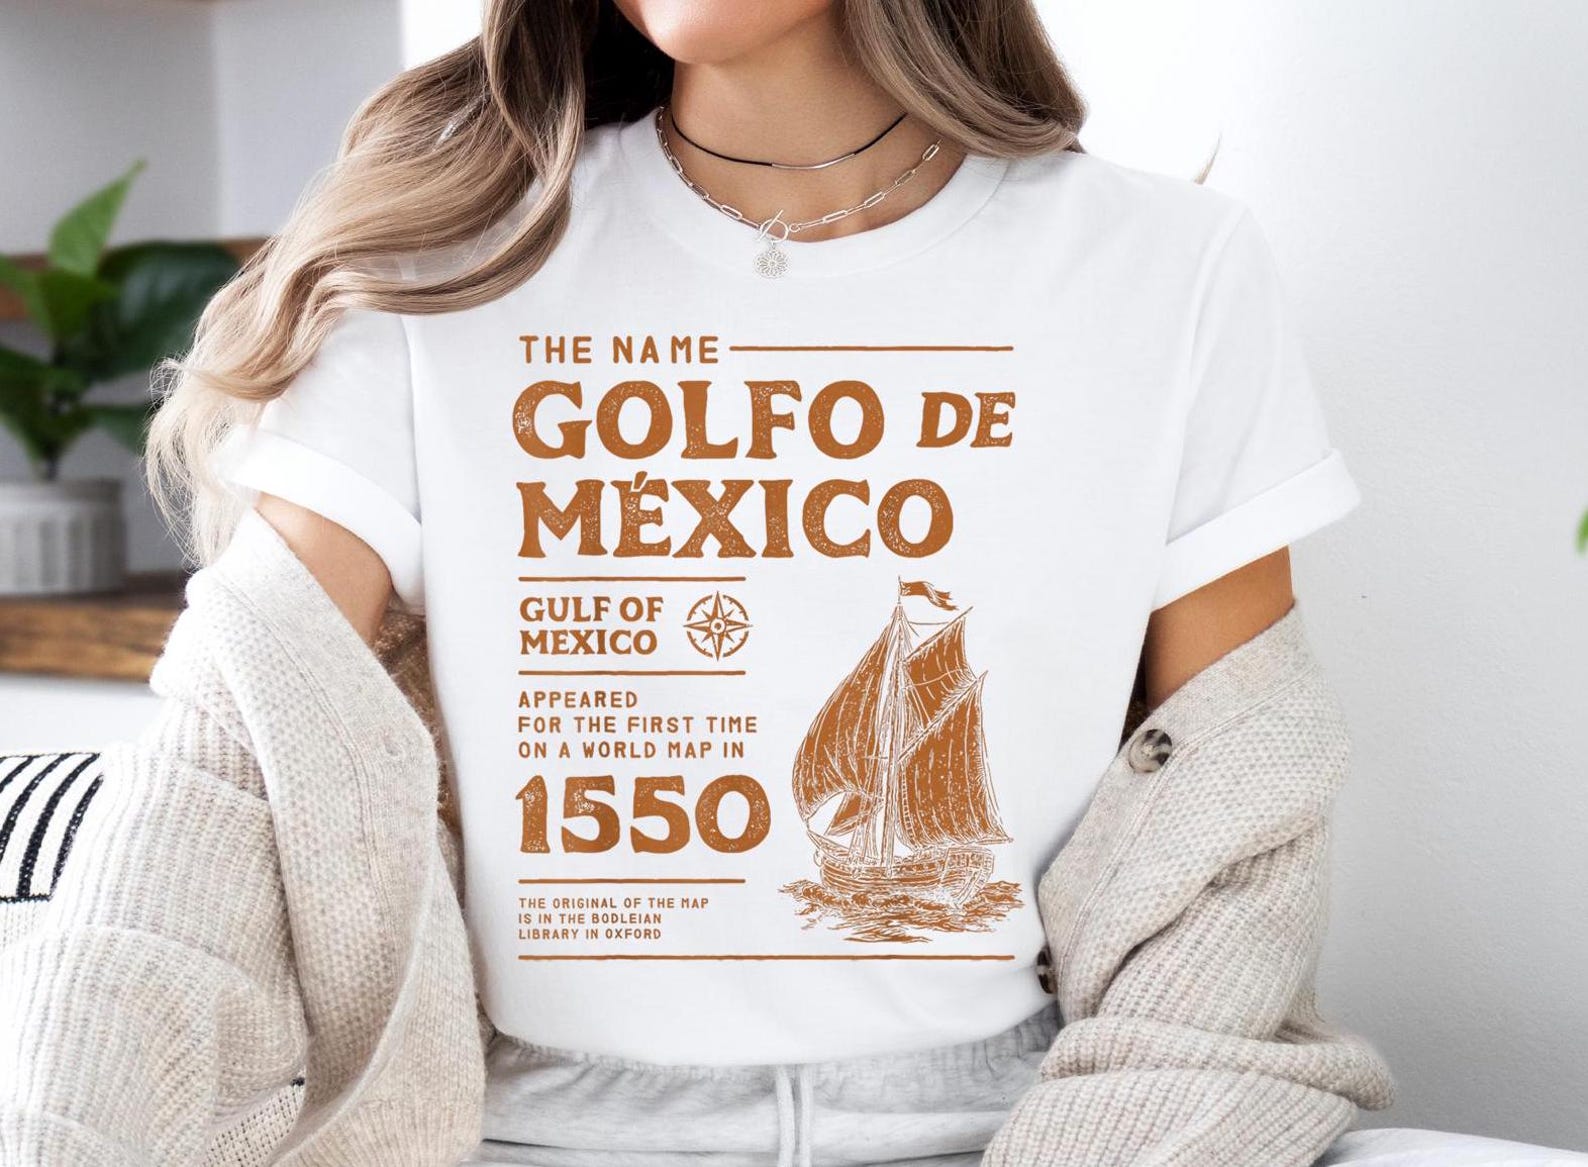 THE NAME
GOLFO DE
MÉXICO
GULF OF
MEXICO
APPEARED
FOR THE FIRST TIME
ON A WORLD MAP IN
1550
THE ORIGINAL OF THE MAP
IS IN THE BODLEIAN
LIBRARY IN OXFORD